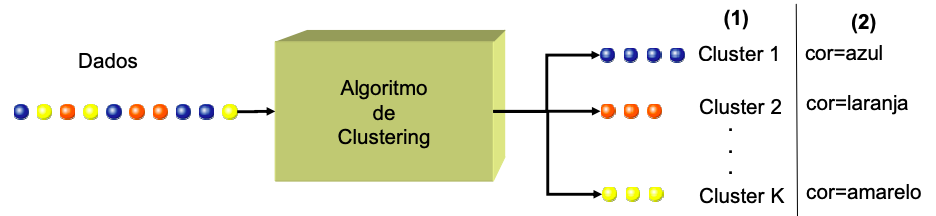 Dados
Algoritmo
de
Clustering
(1)
(2)
Cluster 1
cor=azul
Cluster 2
cor=laranja
.
.
.
Cluster K
cor=amarelo